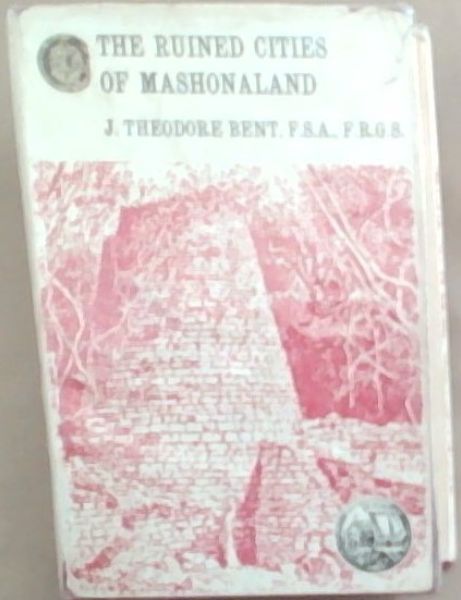 THE RUINED CITIES
OF MASHONALAND
J. THEODORE BENT, F.S.A., F.R.G.S.